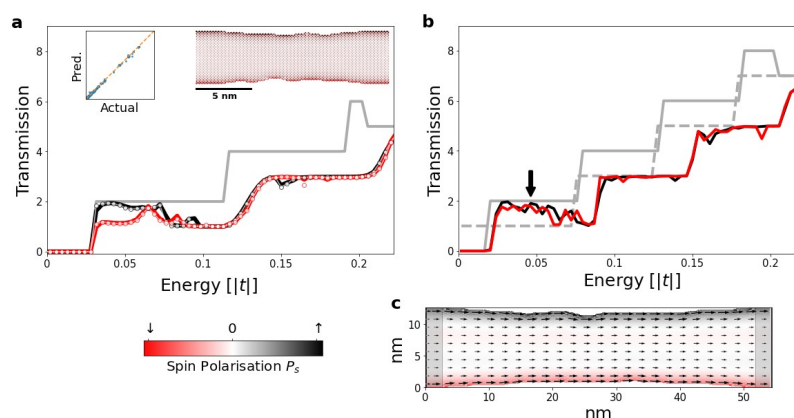 a
8
6
4
2
0
Transmission
Pred.
Actual
5 nm
0
0.05
0.1
0.15
0.2
Energy [|t|]
b
8
6
4
2
0
Transmission
0
0.05
0.1
0.15
0.2
Energy [|t|]
↓ 0 ↑
Spin Polarisation Pₛ
c
10
5
0
nm
0
10
20
30
40
50
nm